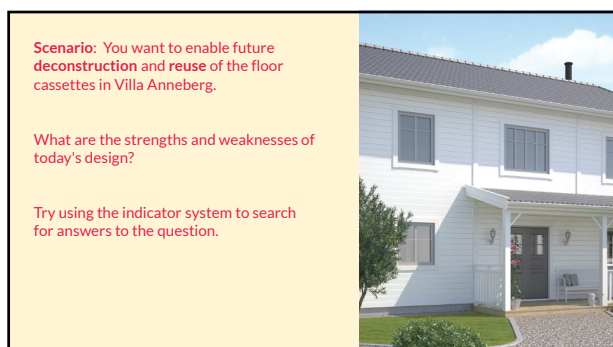 Scenario: You want to enable future
deconstruction and reuse of the floor
cassettes in Villa Anneberg.
What are the strengths and weaknesses of
today's design?
Try using the indicator system to search
for answers to the question.